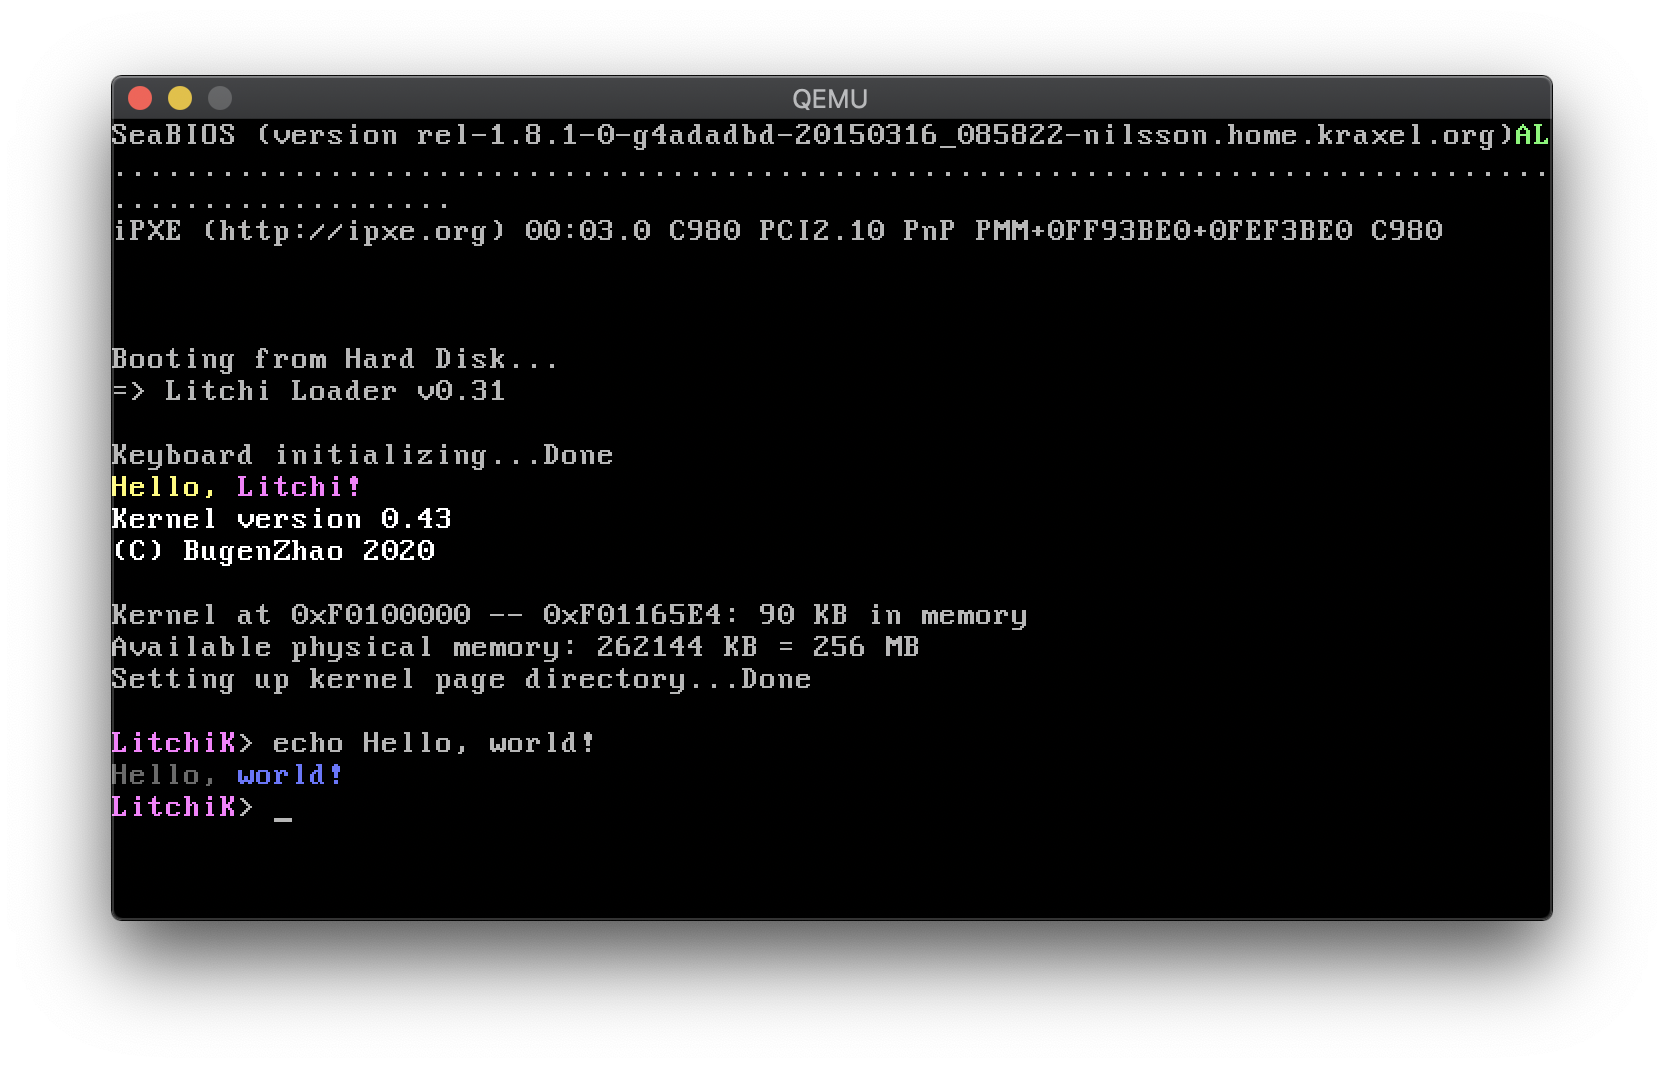 QEMU
SeaBIOS (version rel-1.8.1-0-g4adadbd-20150316_085822-nilsson.home.kraxel.org)AL
................................................................................
...................
iPXE (http://ipxe.org) 00:03.0 C980 PCI2.10 PnP PMM+0FF93BE0+0FEF3BE0 C980
Booting from Hard Disk...
=> Litchi Loader v0.31
Keyboard initializing...Done
Hello, Litchi!
Kernel version 0.43
(C) BugenZhao 2020
Kernel at 0xF0100000 -- 0xF01165E4: 90 KB in memory
Available physical memory: 262144 KB = 256 MB
Setting up kernel page directory...Done
LitchiK> echo Hello, world!
Hello, world!
LitchiK> _